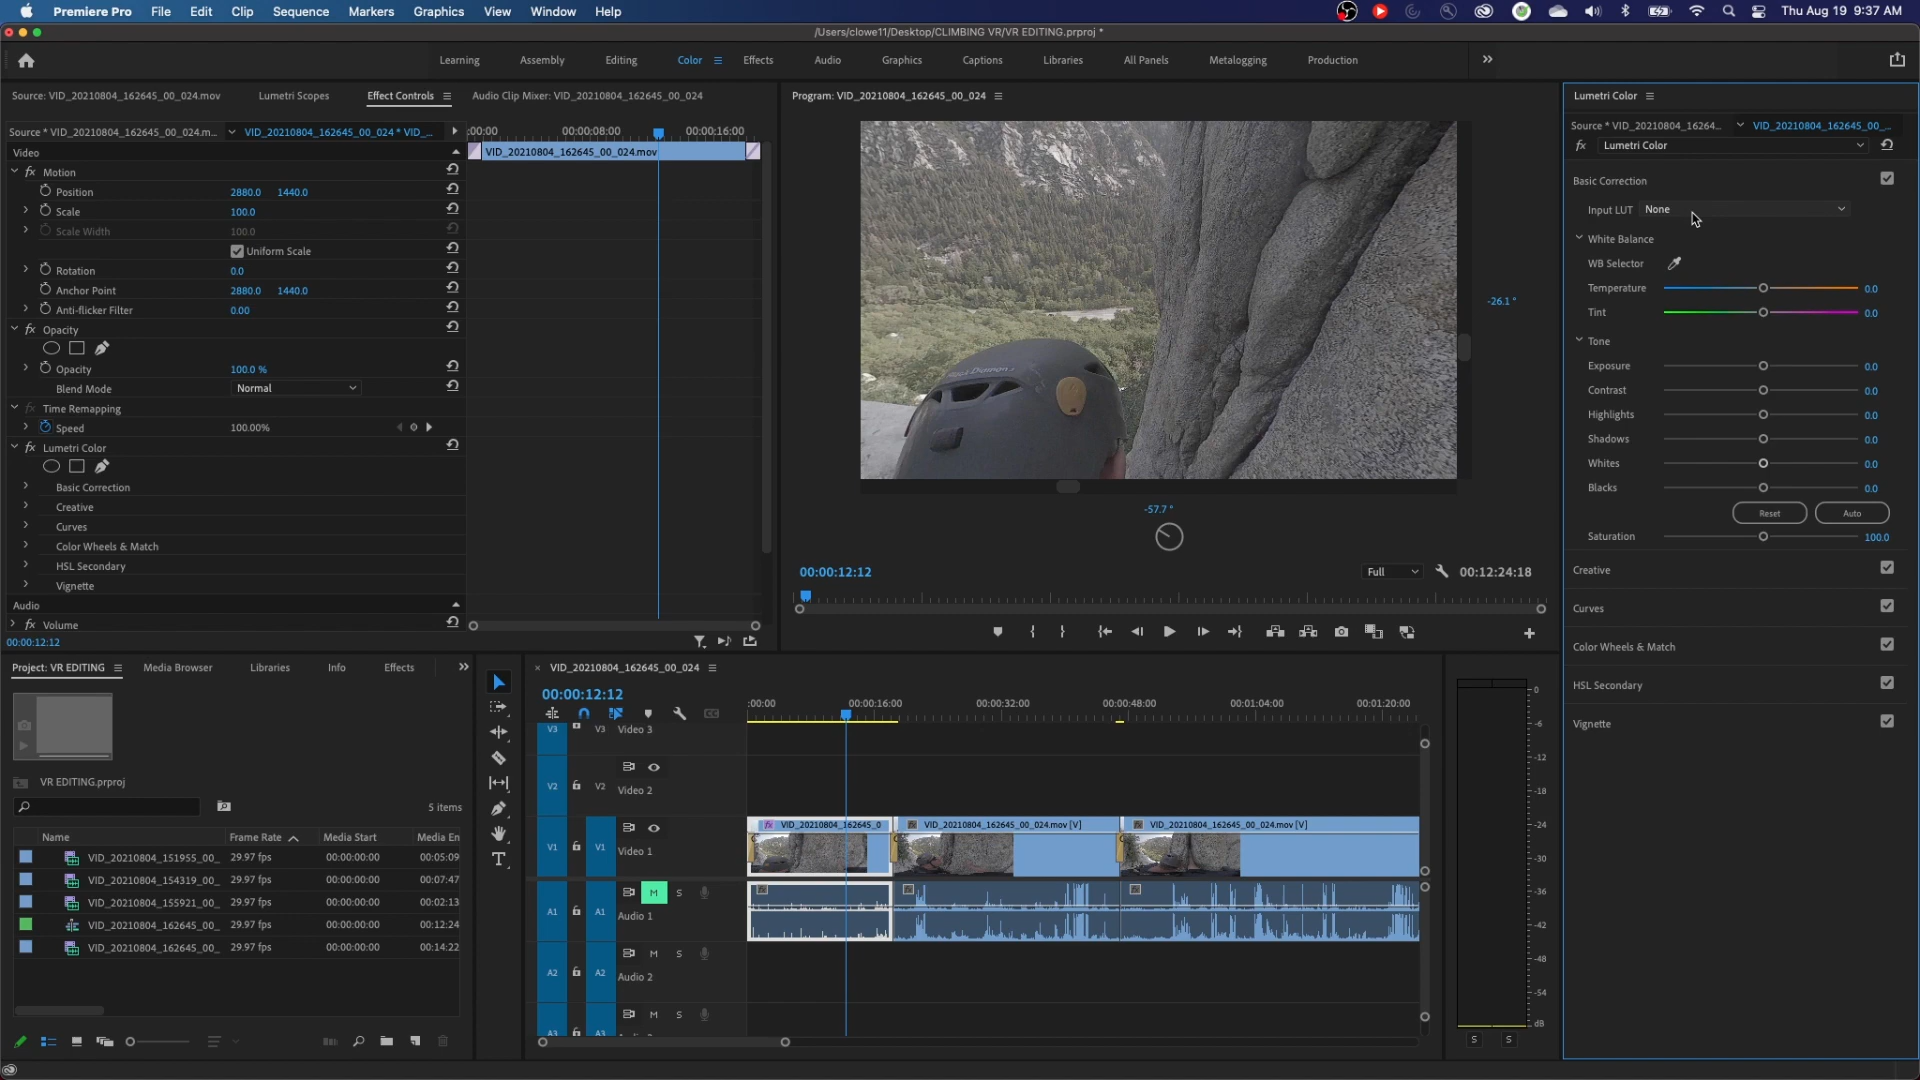 Premiere Pro File Edit Clip Sequence Markers Graphics View Window Help Thu Aug 19 9:37 AM
/Users/clowe11/Desktop/CLIMBING VR/VR EDITING.prproj *
Learning Assembly Editing Color Effects Audio Graphics Captions Libraries All Panels Metalogging Production
Source: VID_20210804_162645_00_024.mov Lumetri Scopes Effect Controls Audio Clip Mixer: VID_20210804_162645_00_024
Source * VID_20210804_162645_00_024.m... VID_20210804_162645_00_024 * VID_...
:00:00 00:00:08:00 00:00:16:00
Video
VID_20210804_162645_00_024.mov
fx Motion
Position 2880.0 1440.0
Scale 100.0
Scale Width 100.0
Uniform Scale
Rotation 0.0
Anchor Point 2880.0 1440.0
Anti-flicker Filter 0.00
fx Opacity
Opacity 100.0 %
Blend Mode Normal
fx Time Remapping
Speed 100.00%
fx Lumetri Color
Basic Correction
Creative
Curves
Color Wheels & Match
HSL Secondary
Vignette
Audio
fx Volume
00:00:12:12
Program: VID_20210804_162645_00_024
Black Diamond
-26.1 °
-57.7 °
00:00:12:12 Full 00:12:24:18
Lumetri Color
Source * VID_20210804_16264... VID_20210804_162645_00_...
fx Lumetri Color
Basic Correction
Input LUT None
White Balance
WB Selector
Temperature 0.0
Tint 0.0
Tone
Exposure 0.0
Contrast 0.0
Highlights 0.0
Shadows 0.0
Whites 0.0
Blacks 0.0
Reset Auto
Saturation 100.0
Creative
Curves
Color Wheels & Match
HSL Secondary
Vignette
Project: VR EDITING Media Browser Libraries Info Effects
VR EDITING.prproj
5 items
Name Frame Rate Media Start Media En
VID_20210804_151955_00_ 29.97 fps 00:00:00:00 00:05:09
VID_20210804_154319_00_ 29.97 fps 00:00:00:00 00:07:47
VID_20210804_155921_00_ 29.97 fps 00:00:00:00 00:02:13
VID_20210804_162645_00_ 29.97 fps 00:00:00:00 00:12:24
VID_20210804_162645_00_ 29.97 fps 00:00:00:00 00:14:22
VID_20210804_162645_00_024
00:00:12:12
:00:00 00:00:16:00 00:00:32:00 00:00:48:00 00:01:04:00 00:01:20:00
V3 V3 Video 3
V2 V2 Video 2
V1 V1 Video 1
fx VID_20210804_162645_0 fx VID_20210804_162645_00_024.mov [V] fx VID_20210804_162645_00_024.mov [V]
A1 A1 M S Audio 1
A2 A2 M S Audio 2
A3 A3 M S
0
-6
-12
-18
-24
-30
-36
-42
-48
-54
dB
S S